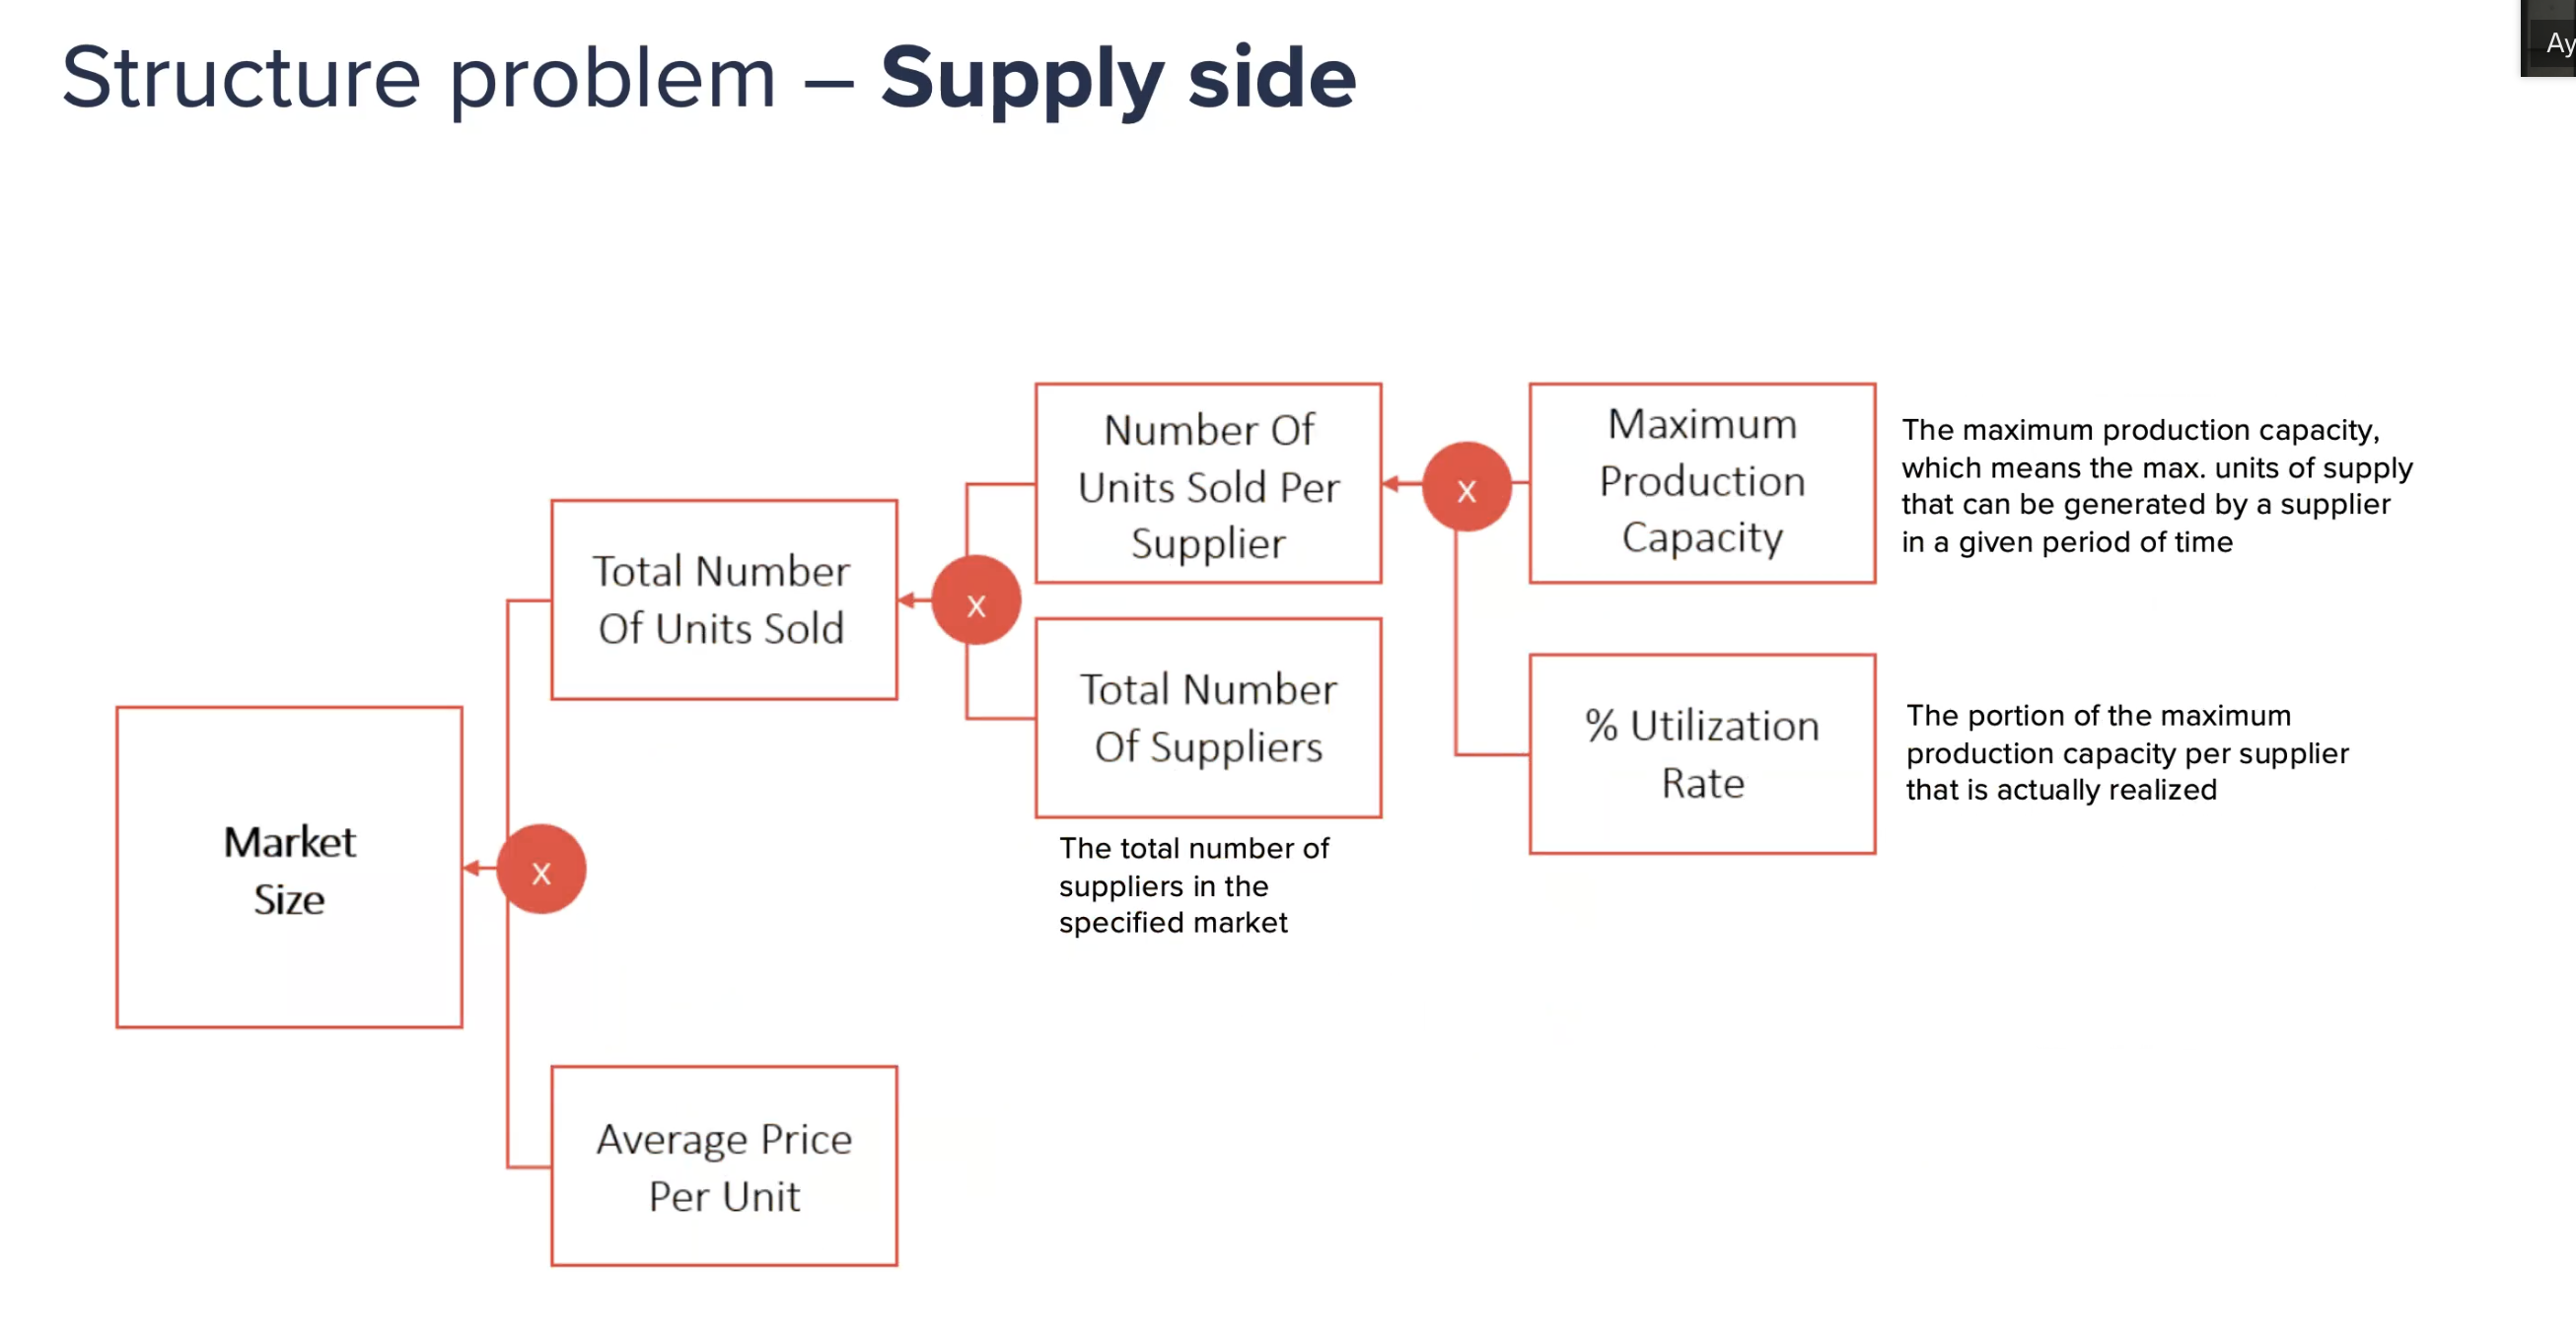 Structure problem – Supply side
Ay
Number Of
Units Sold Per
Supplier
x
Maximum
Production
Capacity
The maximum production capacity,
which means the max. units of supply
that can be generated by a supplier
in a given period of time
Total Number
Of Units Sold
x
Total Number
Of Suppliers
The total number of
suppliers in the
specified market
% Utilization
Rate
The portion of the maximum
production capacity per supplier
that is actually realized
Market
Size
x
Average Price
Per Unit